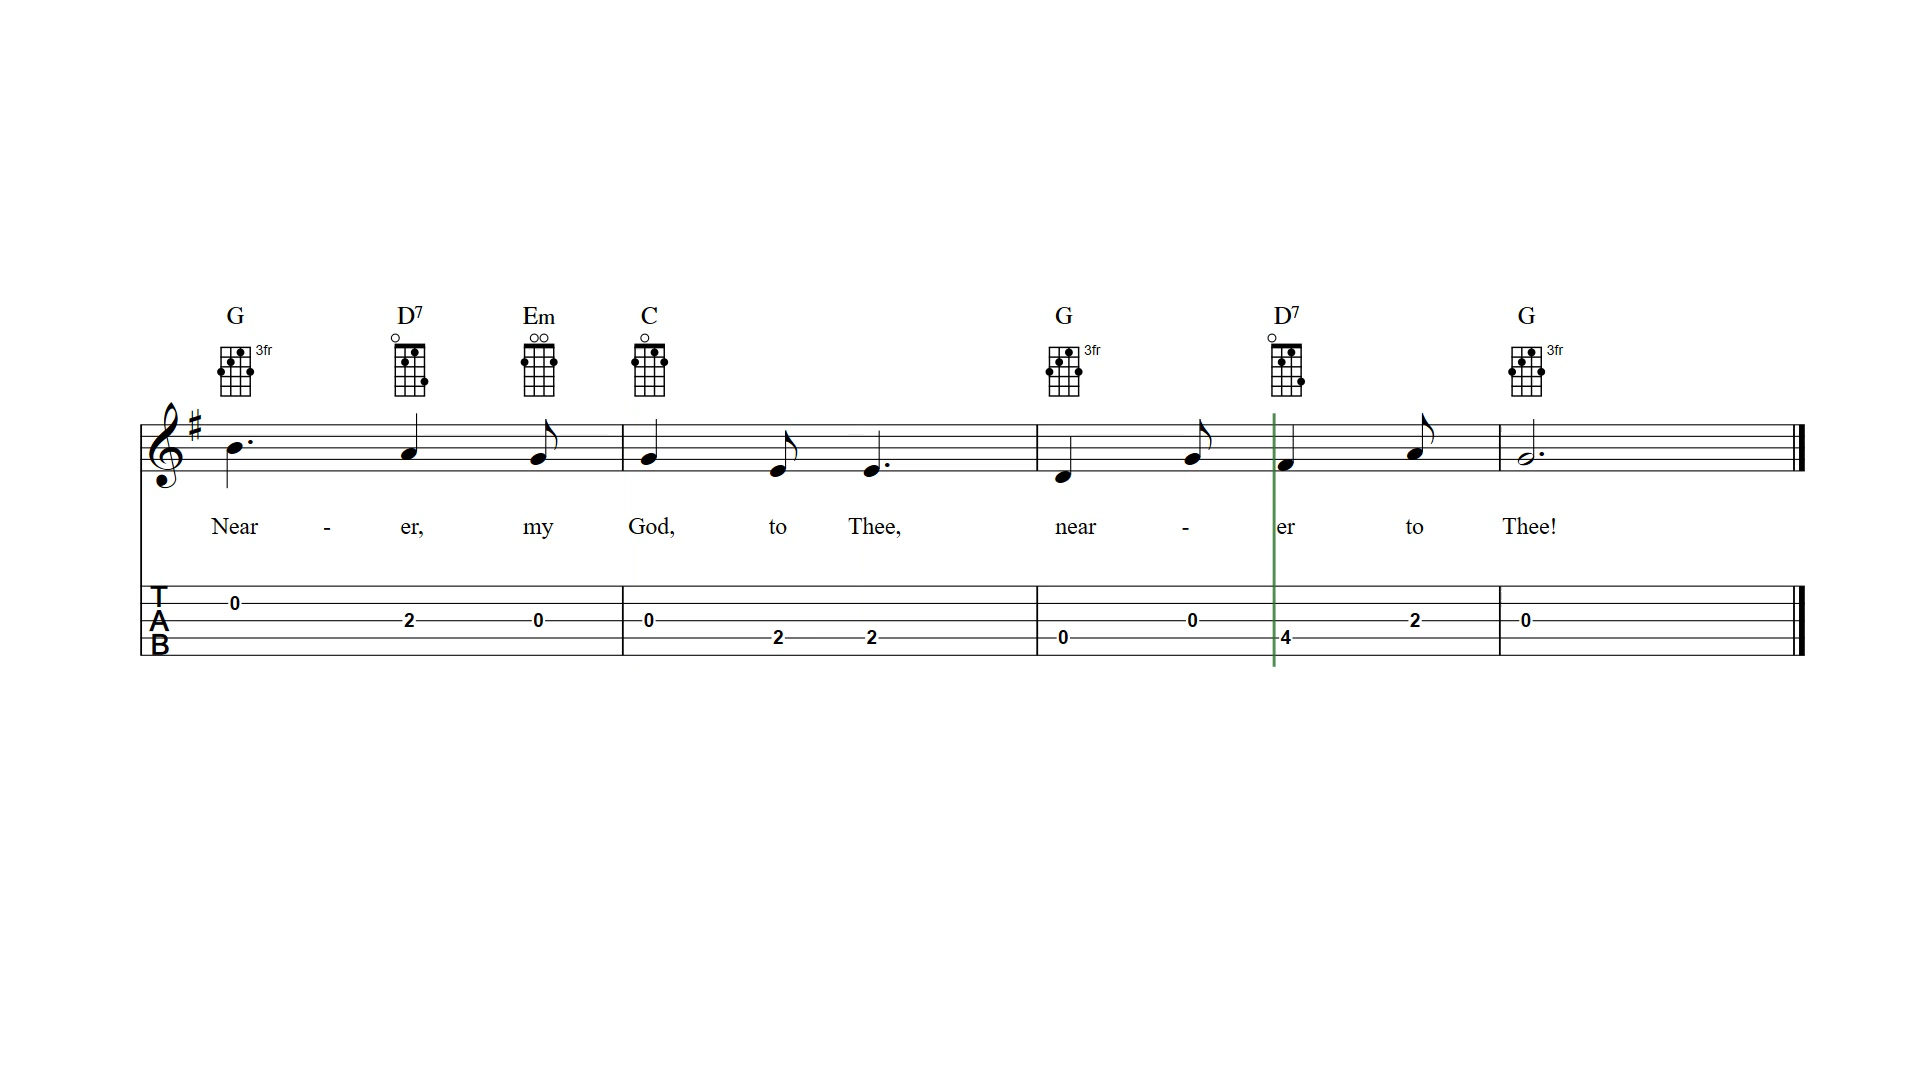 G D⁷ Em C G D⁷ G
3fr 3fr 3fr
Near - er, my God, to Thee, near - er to Thee!
T 0
A 2 0 0 0 2 0
B 2 2 0 4